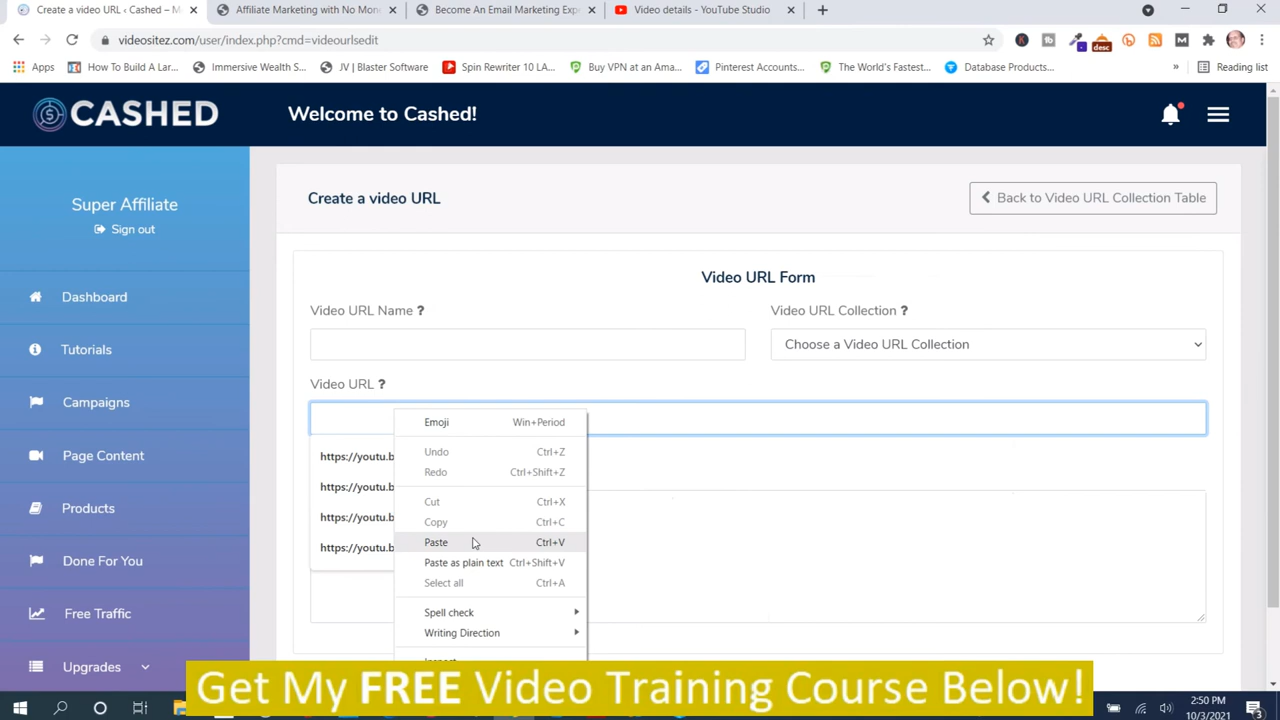 Create a video URL ‹ Cashed – M
Affiliate Marketing with No Mon
Become An Email Marketing Exp
Video details - YouTube Studio
videositez.com/user/index.php?cmd=videourlsedit
desc
Apps
How To Build A Lar...
Immersive Wealth S...
JV | Blaster Software
Spin Rewriter 10 LA...
Buy VPN at an Ama...
Pinterest Accounts...
The World's Fastest...
Database Products...
»
Reading list
CASHED
Welcome to Cashed!
Super Affiliate
Sign out
Dashboard
Tutorials
Campaigns
Page Content
Products
Done For You
Free Traffic
Upgrades
Create a video URL
Back to Video URL Collection Table
Video URL Form
Video URL Name ?
Video URL Collection ?
Choose a Video URL Collection
Video URL ?
https://youtu.b
https://youtu.b
https://youtu.b
https://youtu.b
Emoji Win+Period
Undo Ctrl+Z
Redo Ctrl+Shift+Z
Cut Ctrl+X
Copy Ctrl+C
Paste Ctrl+V
Paste as plain text Ctrl+Shift+V
Select all Ctrl+A
Spell check
Writing Direction
Get My FREE Video Training Course Below!
2:50 PM
10/3/2021
3